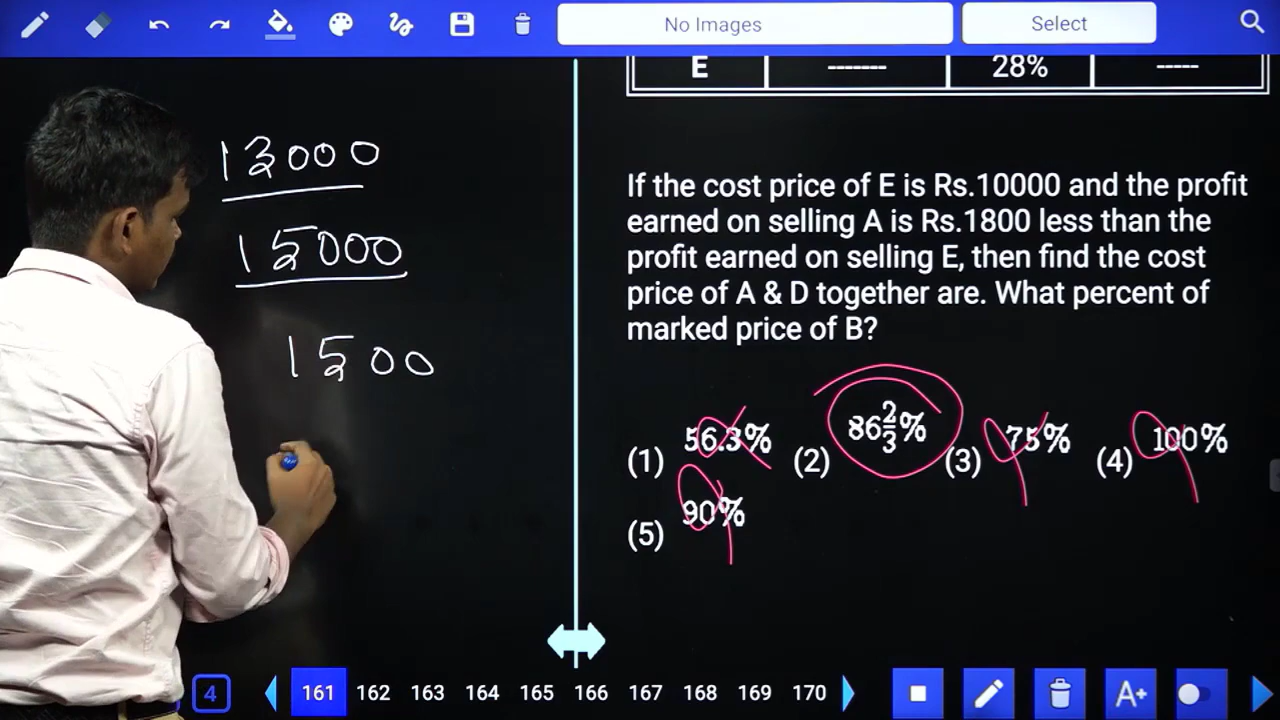 No Images
Select
E ------- 28% -----
13000
15000
1500
If the cost price of E is Rs.10000 and the profit
earned on selling A is Rs.1800 less than the
profit earned on selling E, then find the cost
price of A & D together are. What percent of
marked price of B?
(1) 56.3% (2) 86 2/3% (3) 75% (4) 100%
(5) 90%
4 161 162 163 164 165 166 167 168 169 170 A+